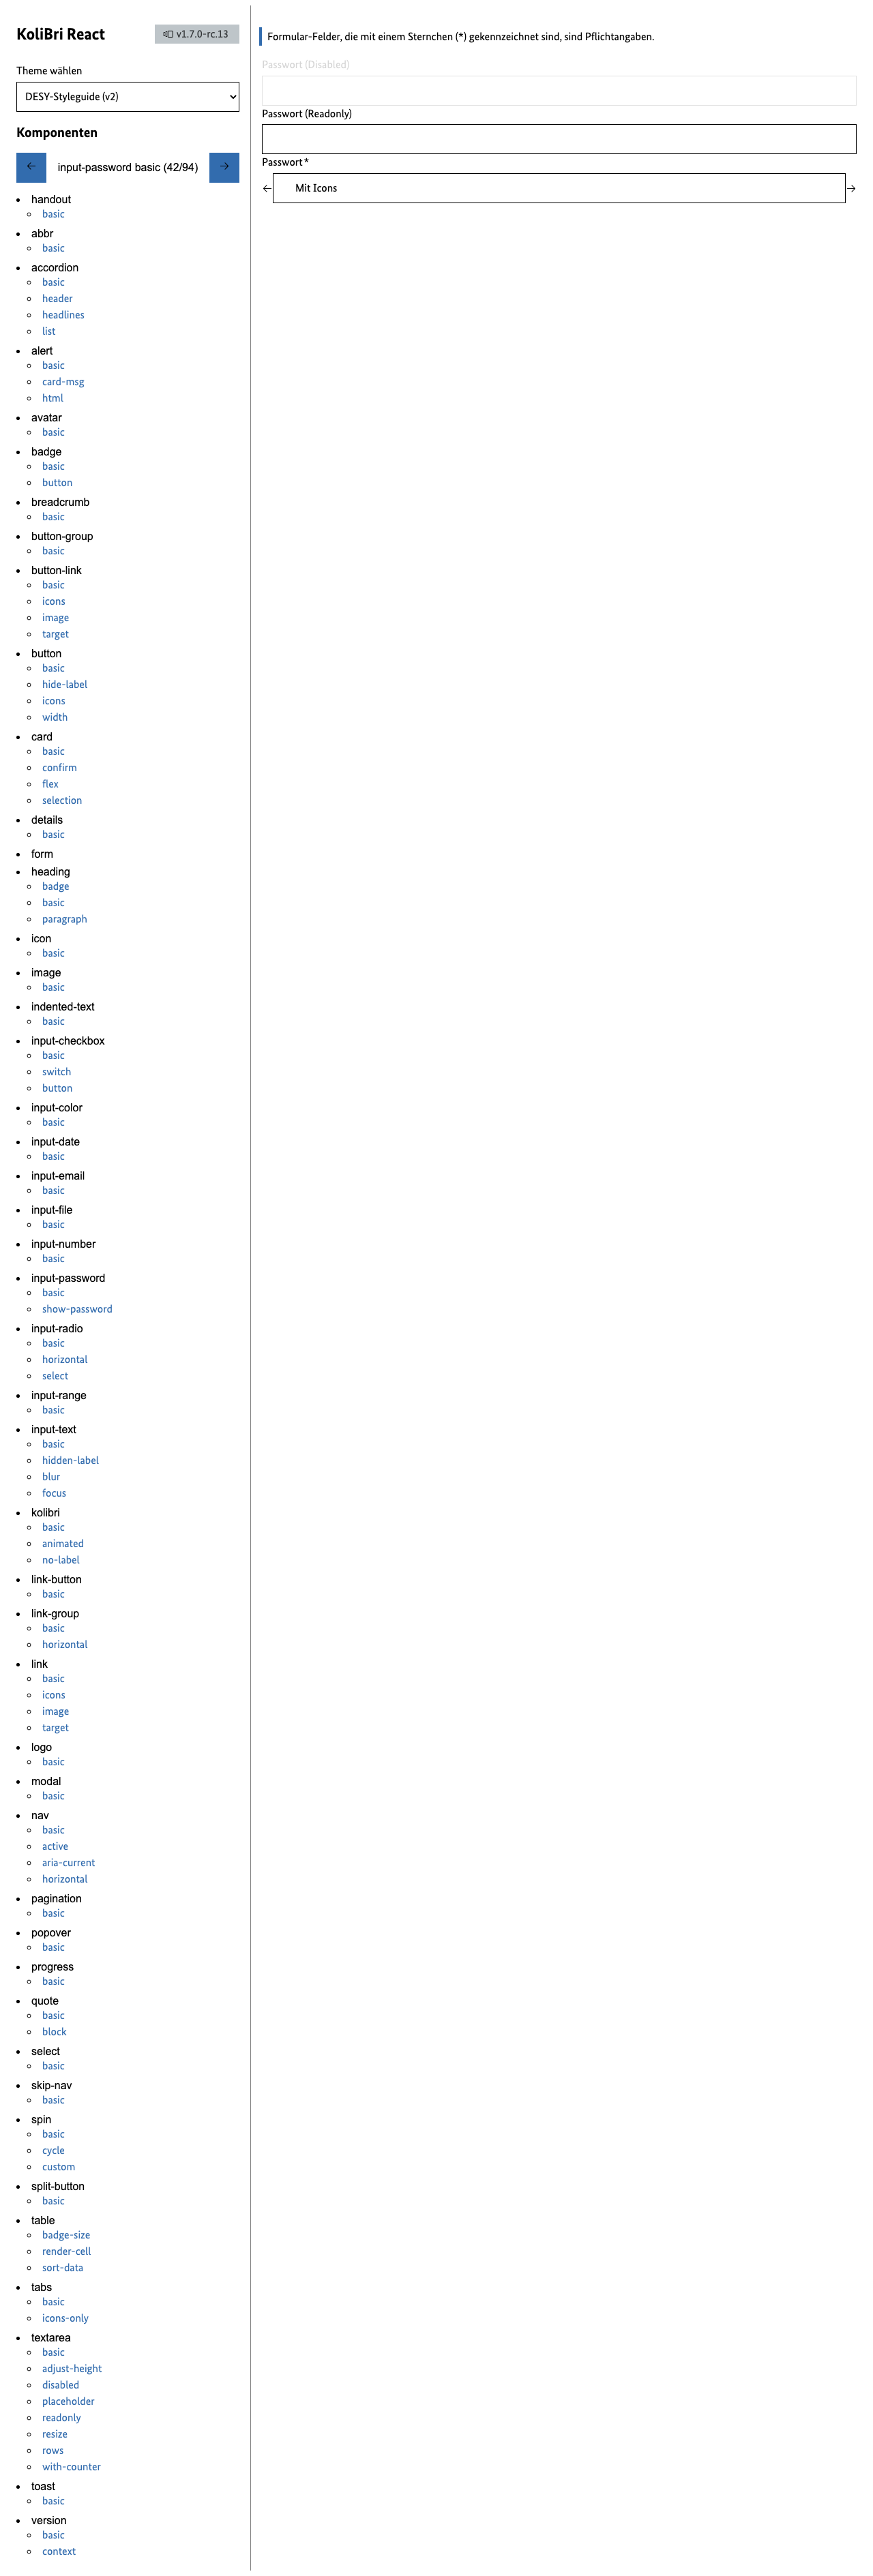 KoliBri React
v1.7.0-rc.13
Theme wählen
DESY-Styleguide (v2)
Komponenten
← input-password basic (42/94) →
handout
basic
abbr
basic
accordion
basic
header
headlines
list
alert
basic
card-msg
html
avatar
basic
badge
basic
button
breadcrumb
basic
button-group
basic
button-link
basic
icons
image
target
button
basic
hide-label
icons
width
card
basic
confirm
flex
selection
details
basic
form
heading
badge
basic
paragraph
icon
basic
image
basic
indented-text
basic
input-checkbox
basic
switch
button
input-color
basic
input-date
basic
input-email
basic
input-file
basic
input-number
basic
input-password
basic
show-password
input-radio
basic
horizontal
select
input-range
basic
input-text
basic
hidden-label
blur
focus
kolibri
basic
animated
no-label
link-button
basic
link-group
basic
horizontal
link
basic
icons
image
target
logo
basic
modal
basic
nav
basic
active
aria-current
horizontal
pagination
basic
popover
basic
progress
basic
quote
basic
block
select
basic
skip-nav
basic
spin
basic
cycle
custom
split-button
basic
table
badge-size
render-cell
sort-data
tabs
basic
icons-only
textarea
basic
adjust-height
disabled
placeholder
readonly
resize
rows
with-counter
toast
basic
version
basic
context
Formular-Felder, die mit einem Sternchen (*) gekennzeichnet sind, sind Pflichtangaben.
Passwort (Disabled)
Passwort (Readonly)
Passwort*
← Mit Icons →